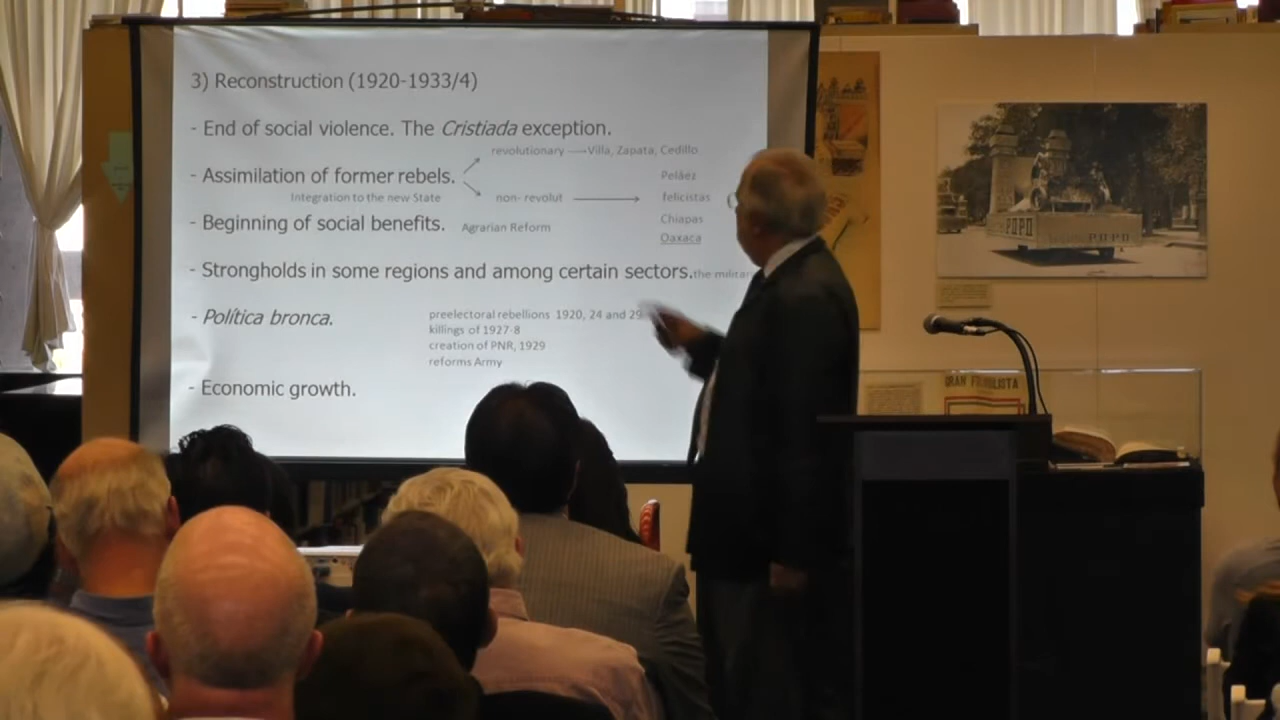 3) Reconstruction (1920-1933/4)
- End of social violence. The Cristiada exception.
revolutionary → Villa, Zapata, Cedillo
- Assimilation of former rebels.
Peláez
Integration to the new State
non- revolut → felicistas
Chiapas
- Beginning of social benefits. Agrarian Reform
Oaxaca
- Strongholds in some regions and among certain sectors. the militar
- Política bronca.
preelectoral rebellions 1920, 24 and 29
killings of 1927-8
creation of PNR, 1929
reforms Army
- Economic growth.